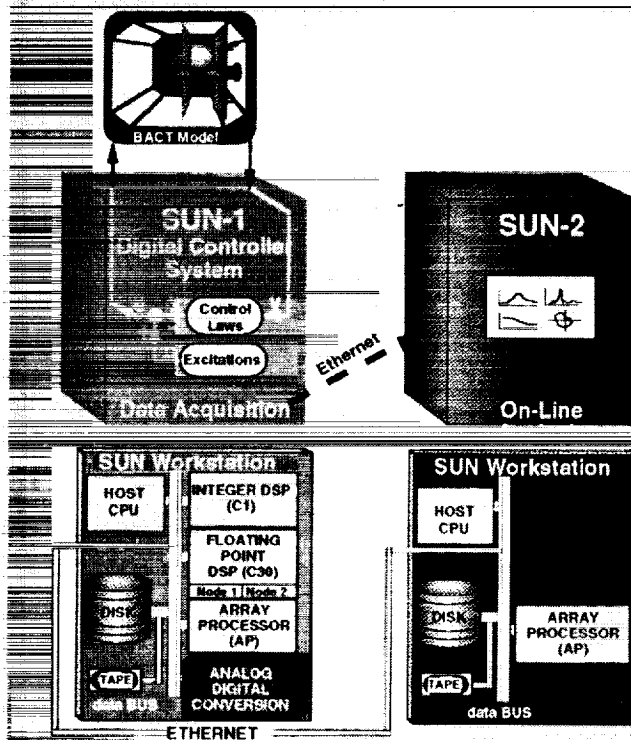 BACT Model
SUN-1
Digital Controller
System
Control
Laws
Excitations
Data Acquisition
Ethernet
SUN-2
On-Line
SUN Workstation
HOST
CPU
INTEGER DSP
(C1)
FLOATING
POINT
DSP (C30)
Node 1 Node 2
ARRAY
PROCESSOR
(AP)
ANALOG
DIGITAL
CONVERSION
DISK
TAPE
data BUS
ETHERNET
SUN Workstation
HOST
CPU
DISK
ARRAY
PROCESSOR
(AP)
TAPE
data BUS